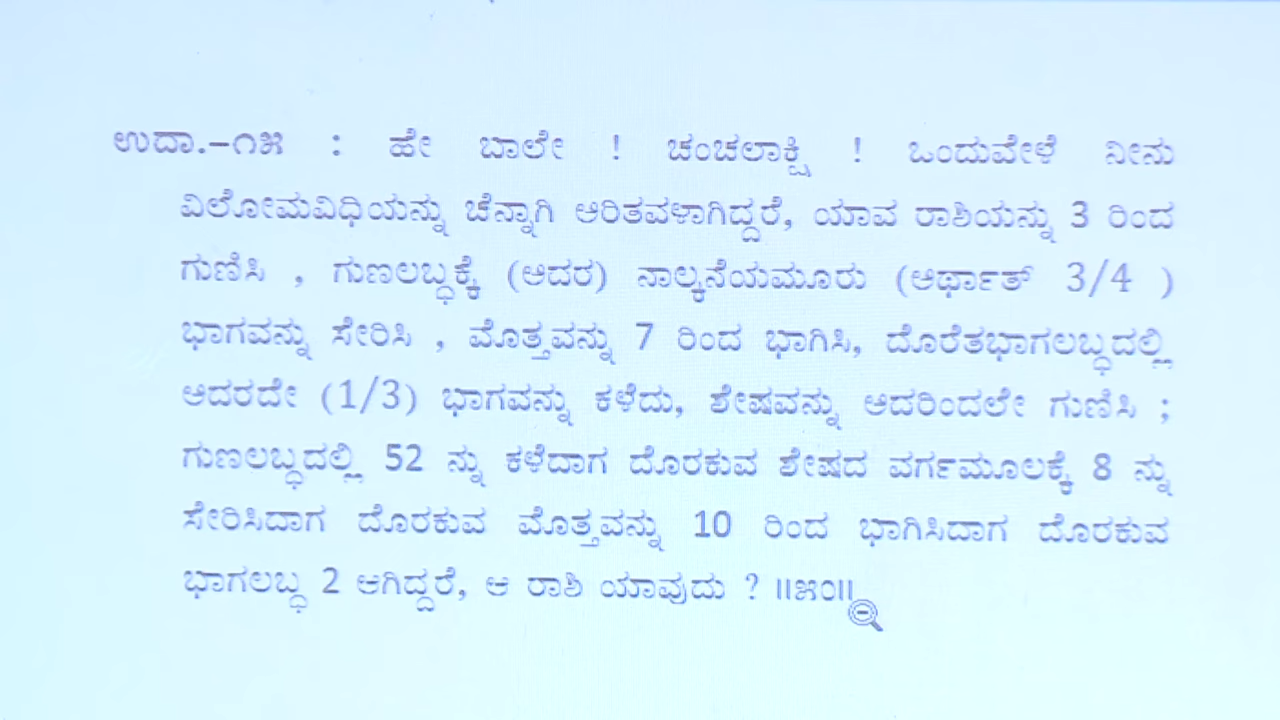 ಉದಾ.–೧೫ : ಹೇ ಬಾಲೇ ! ಚಂಚಲಾಕ್ಷಿ ! ಒಂದುವೇಳೆ ನೀನು
ವಿಲೋಮವಿಧಿಯನ್ನು ಚೆನ್ನಾಗಿ ಅರಿತವಳಾಗಿದ್ದರೆ, ಯಾವ ರಾಶಿಯನ್ನು 3 ರಿಂದ
ಗುಣಿಸಿ , ಗುಣಲಬ್ಧಕ್ಕೆ (ಅದರ) ನಾಲ್ಕನೆಯಮೂರು (ಅರ್ಥಾತ್ 3/4 )
ಭಾಗವನ್ನು ಸೇರಿಸಿ , ಮೊತ್ತವನ್ನು 7 ರಿಂದ ಭಾಗಿಸಿ, ದೊರೆತಭಾಗಲಬ್ಧದಲ್ಲಿ
ಅದರದೇ (1/3) ಭಾಗವನ್ನು ಕಳೆದು, ಶೇಷವನ್ನು ಅದರಿಂದಲೇ ಗುಣಿಸಿ ;
ಗುಣಲಬ್ಧದಲ್ಲಿ 52 ನ್ನು ಕಳೆದಾಗ ದೊರಕುವ ಶೇಷದ ವರ್ಗಮೂಲಕ್ಕೆ 8 ನ್ನು
ಸೇರಿಸಿದಾಗ ದೊರಕುವ ಮೊತ್ತವನ್ನು 10 ರಿಂದ ಭಾಗಿಸಿದಾಗ ದೊರಕುವ
ಭಾಗಲಬ್ಧ 2 ಆಗಿದ್ದರೆ, ಆ ರಾಶಿ ಯಾವುದು ? ॥೫೦॥